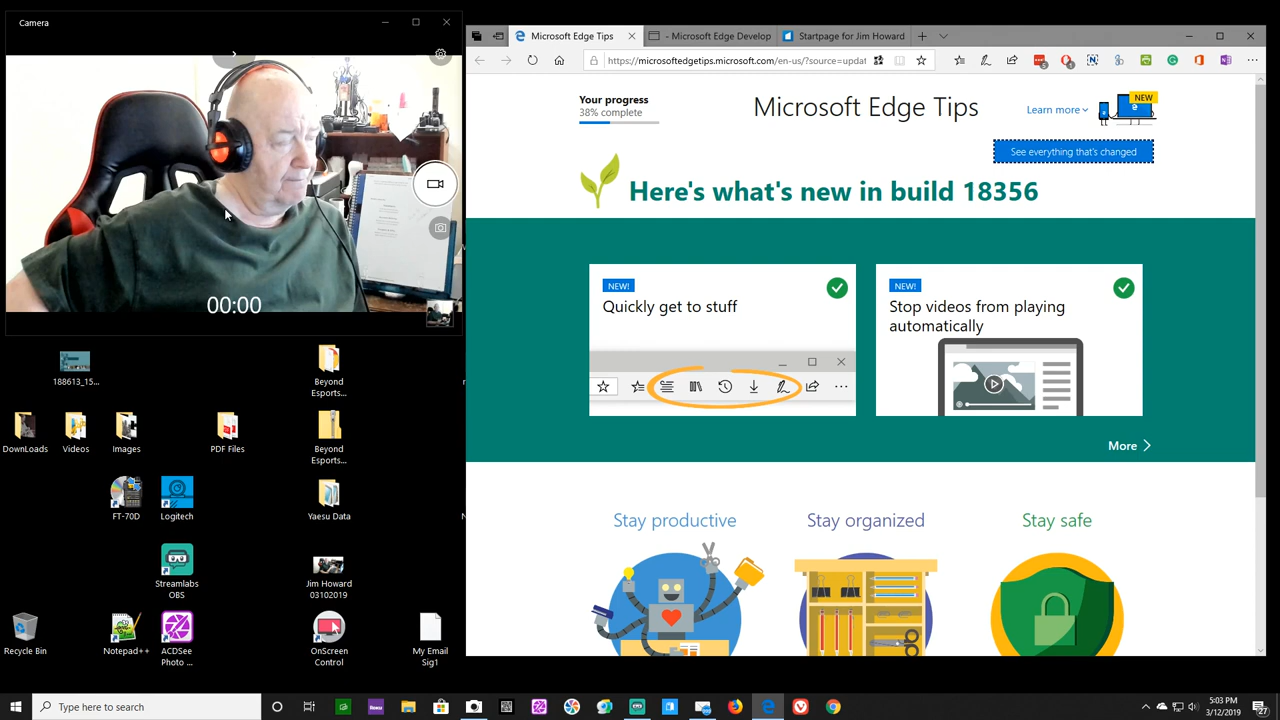 Camera
00:00
188613_15...
Beyond
Esports...
DownLoads
Videos
Images
PDF Files
Beyond
Esports...
FT-70D
Logitech
Yaesu Data
Streamlabs
OBS
Jim Howard
03102019
Recycle Bin
Notepad++
ACDSee
Photo ...
OnScreen
Control
My Email
Sig1
Microsoft Edge Tips
- Microsoft Edge Develop
Startpage for Jim Howard
https://microsoftedgetips.microsoft.com/en-us/?source=updat
Your progress
38% complete
Microsoft Edge Tips
Learn more
NEW
See everything that's changed
Here's what's new in build 18356
NEW!
Quickly get to stuff
NEW!
Stop videos from playing
automatically
More
Stay productive
Stay organized
Stay safe
Type here to search
Roku
5:03 PM
3/12/2019
27